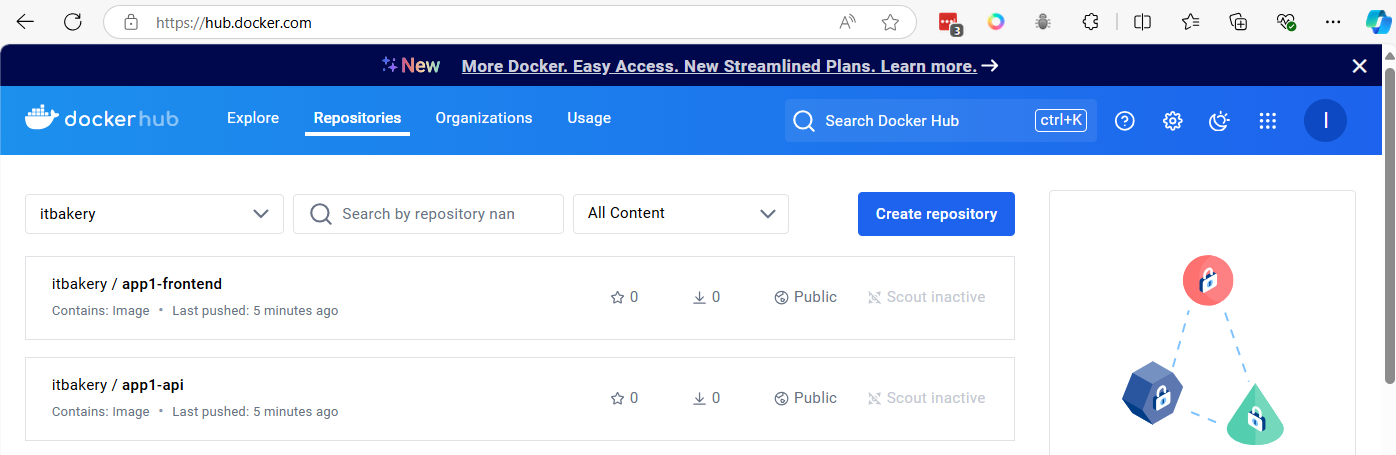 https://hub.docker.com
A
3
New More Docker. Easy Access. New Streamlined Plans. Learn more.
dockerhub Explore Repositories Organizations Usage Search Docker Hub ctrl+K ? I
itbakery Search by repository nan All Content Create repository
itbakery / app1-frontend
Contains: Image • Last pushed: 5 minutes ago
0 0 Public Scout inactive
itbakery / app1-api
Contains: Image • Last pushed: 5 minutes ago
0 0 Public Scout inactive